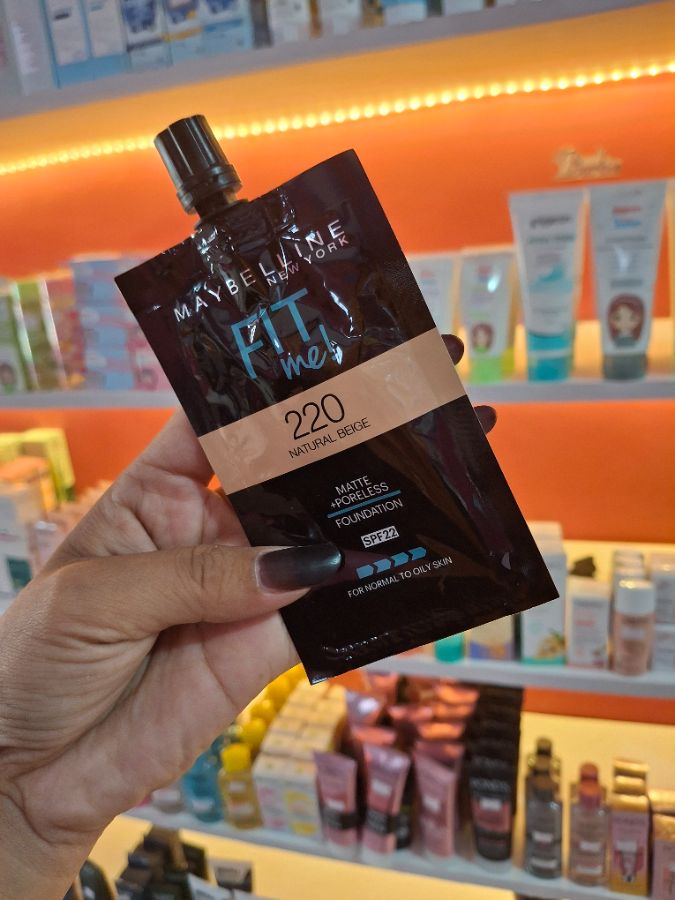 MAYBELLINE
NEW YORK
FIT
me!
220
NATURAL BEIGE
MATTE
+PORELESS
FOUNDATION
SPF22
FOR NORMAL TO OILY SKIN